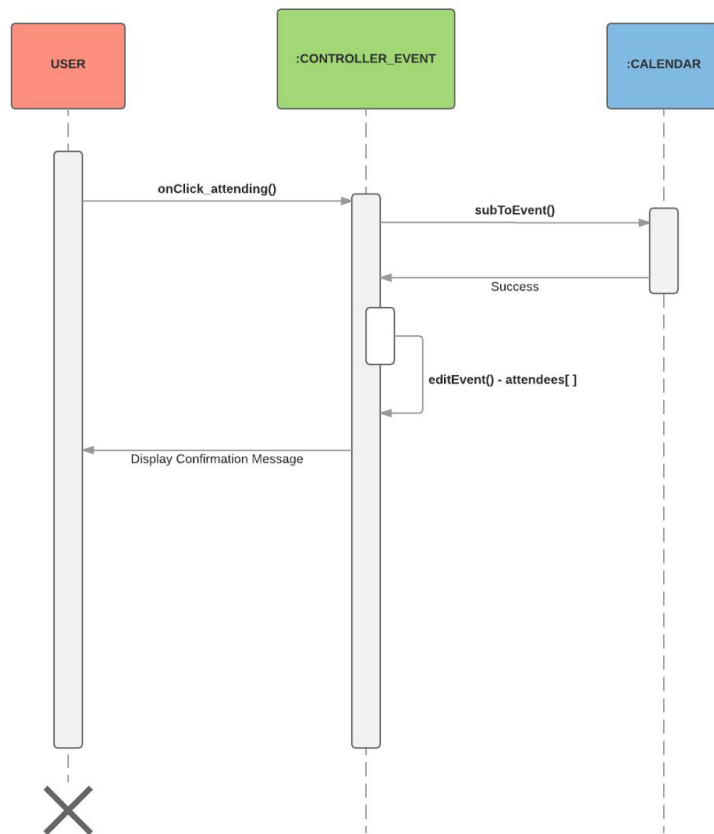 USER
:CONTROLLER_EVENT
:CALENDAR
onClick_attending()
subToEvent()
Success
editEvent() - attendees[ ]
Display Confirmation Message